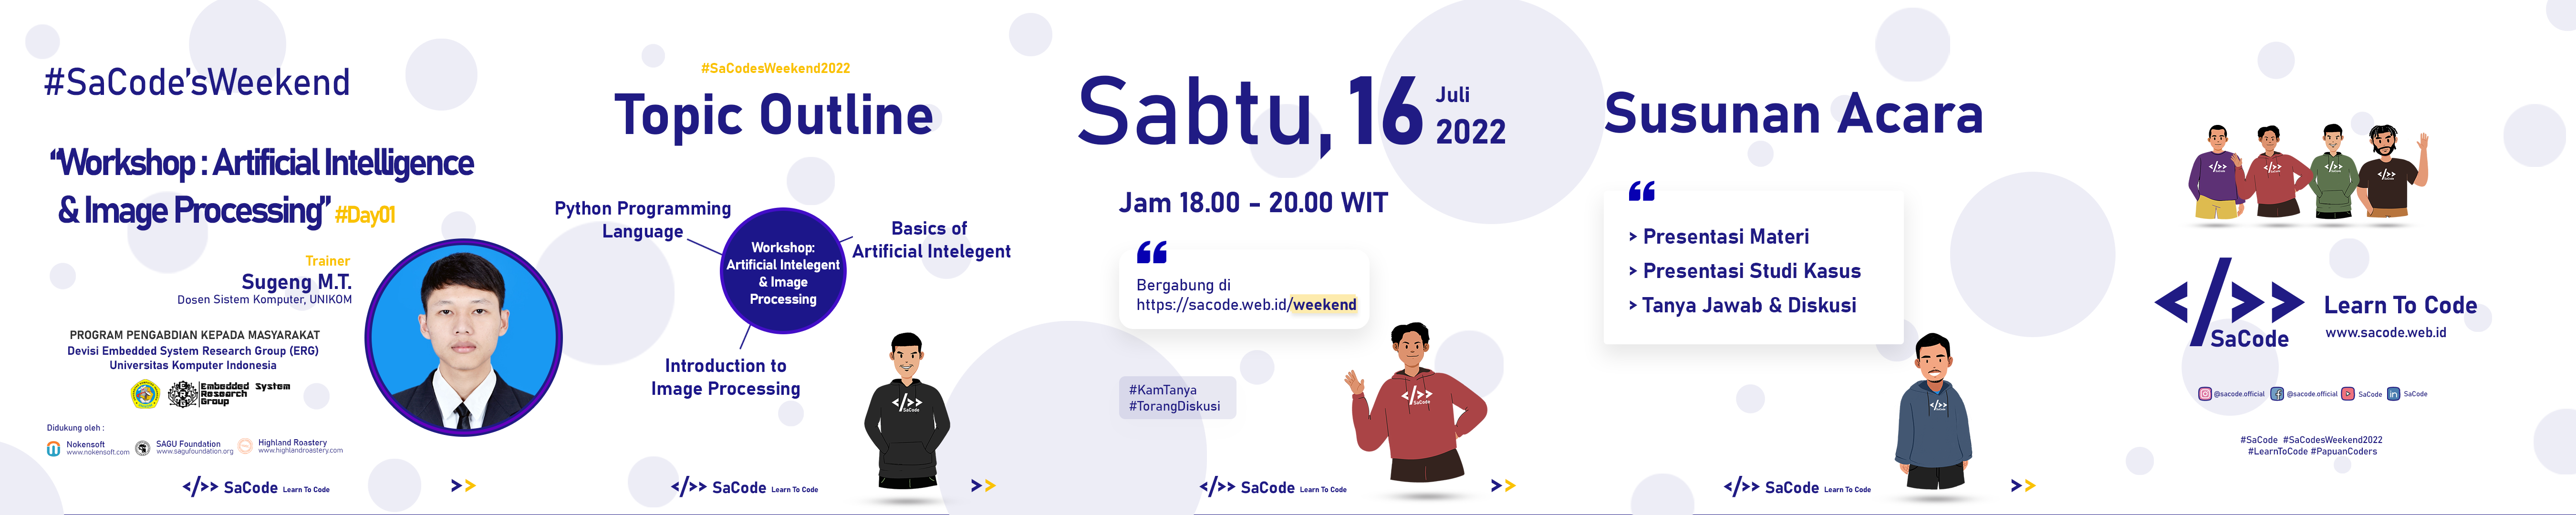 #SaCode'sWeekend
"Workshop : Artificial Intelligence
& Image Processing" #Day01
Trainer
Sugeng M.T.
Dosen Sistem Komputer, UNIKOM
PROGRAM PENGABDIAN KEPADA MASYARAKAT
Devisi Embedded System Research Group (ERG)
Universitas Komputer Indonesia
Embedded System
Research
Group
Didukung oleh :
Nokensoft
www.nokensoft.com
SAGU Foundation
www.sagufoundation.org
Highland Roastery
www.highlandroastery.com
</>> SaCode Learn To Code
>>
#SaCodesWeekend2022
Topic Outline
Python Programming
Language
Workshop:
Artificial Intelegent
& Image
Processing
Basics of
Artificial Intelegent
Introduction to
Image Processing
</>>
SaCode
</>> SaCode Learn To Code
>>
Sabtu, 16
Juli
2022
Jam 18.00 - 20.00 WIT
Bergabung di
https://sacode.web.id/weekend
#KamTanya
#TorangDiskusi
</>>
SaCode
</>> SaCode Learn To Code
>>
Susunan Acara
> Presentasi Materi
> Presentasi Studi Kasus
> Tanya Jawab & Diskusi
</>>
SaCode
</>> SaCode Learn To Code
>>
</>>
SaCode
Learn To Code
www.sacode.web.id
@sacode.official
@sacode.official
SaCode
SaCode
#SaCode #SaCodesWeekend2022
#LearnToCode #PapuanCoders